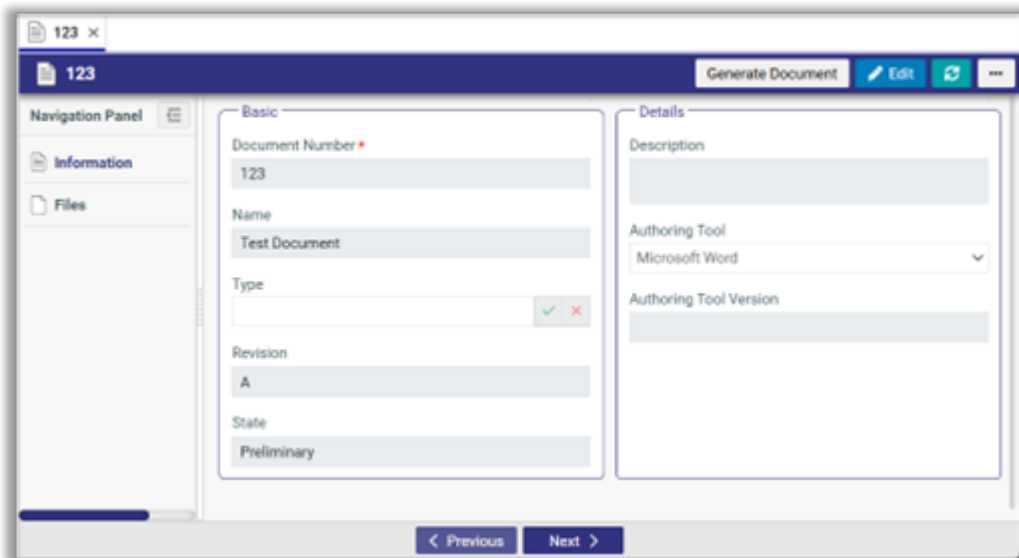 123 ×
123
Generate Document Edit ...
Navigation Panel
Information
Files
Basic
Document Number *
123
Name
Test Document
Type
Revision
A
State
Preliminary
Details
Description
Authoring Tool
Microsoft Word
Authoring Tool Version
< Previous Next >